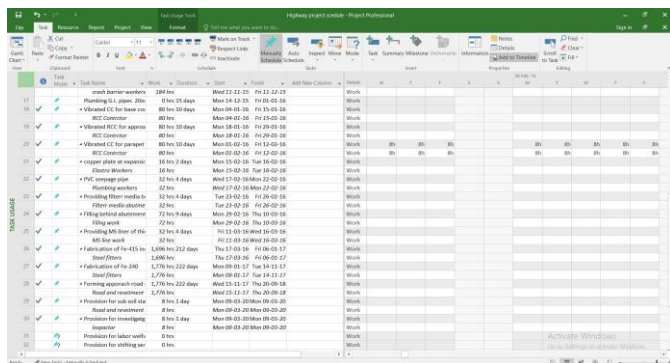 Task Usage Tools
Highway project scedule - Project Professional
File Task Resource Report Project View Format Tell me what you want to do... Sign in
Cut
Copy
Format Painter
Paste
Gantt Chart
Calibri 11
Mark on Track
Respect Links
Inactivate
Manually Schedule
Auto Schedule
Inspect Move Mode
Task Summary Milestone Deliverable
Information
Notes
Details
Add to Timeline
Scroll to Task
Find
Clear
Fill
View Clipboard Font Schedule Tasks Insert Properties Editing
Task Mode Task Name Work Duration Start Finish Add New Column Details
crash barrier workers 184 hrs Wed 11-11-15 Fri 11-12-15 Work
17 Plumbing G.I. pipes 0 hrs 15 days Mon 14-12-15 Fri 01-01-16 Work
18 Vibrated CC for base 80 hrs 10 days Mon 04-01-16 Fri 15-01-16 Work
RCC Contrctor 80 hrs Mon 04-01-16 Fri 15-01-16 Work
19 Vibrated RCC for 80 hrs 10 days Mon 18-01-16 Fri 29-01-16 Work
RCC Contrctor 80 hrs Mon 18-01-16 Fri 29-01-16 Work
20 Vibrated CC for parapet 80 hrs 10 days Mon 01-02-16 Fri 12-02-16 Work 8h 8h 8h 8h 8h 8h 8h 8h
RCC Contrctor 80 hrs Mon 01-02-16 Fri 12-02-16 Work 8h 8h 8h 8h 8h 8h 8h 8h
21 copper plate at expansic 16 hrs 2 days Mon 15-02-16 Tue 16-02-16 Work
Elastro Workers 16 hrs Mon 15-02-16 Tue 16-02-16 Work
22 PVC seepage pipe 32 hrs 4 days Wed 17-02-16 Mon 22-02-16 Work
Plumbing workers 32 hrs Wed 17-02-16 Mon 22-02-16 Work
23 Providing Filter media b 32 hrs 4 days Tue 23-02-16 Fri 26-02-16 Work
Filterr media abutme 32 hrs Tue 23-02-16 Fri 26-02-16 Work
24 Filling behind abutement 72 hrs 9 days Mon 29-02-16 Thu 10-03-16 Work
Filing work 72 hrs Mon 29-02-16 Thu 10-03-16 Work
25 Providing MS liner of thi 32 hrs 4 days Fri 11-03-16 Wed 16-03-16 Work
MS line work 32 hrs Fri 11-03-16 Wed 16-03-16 Work
26 Fabrication of Fe-415 in 1,696 hrs 212 days Thu 17-03-16 Fri 06-01-17 Work
Steel fitters 1,696 hrs Thu 17-03-16 Fri 06-01-17 Work
27 Fabrication of Fe-240 1,776 hrs 222 days Mon 09-01-17 Tue 14-11-17 Work
Steel fitters 1,776 hrs Mon 09-01-17 Tue 14-11-17 Work
28 Forming apporach road 1,776 hrs 222 days Wed 15-11-17 Thu 20-09-18 Work
Road and revetment 1,776 hrs Wed 15-11-17 Thu 20-09-18 Work
29 Provision for sub soil sta 8 hrs 1 day Mon 09-03-20 Mon 09-03-20 Work
Road and revetment 8 hrs Mon 09-03-20 Mon 09-03-20 Work
30 Provision for investigatg 8 hrs 1 day Mon 09-03-20 Mon 09-03-20 Work
Inspector 8 hrs Mon 09-03-20 Mon 09-03-20 Work
31 Provision for labor welfa 0 hrs Work
32 Provision for shifting ser 0 hrs Work
TASK USAGE
Activate Windows
Go to Settings to activate Windows.
Ready New Tasks : Manually Scheduled